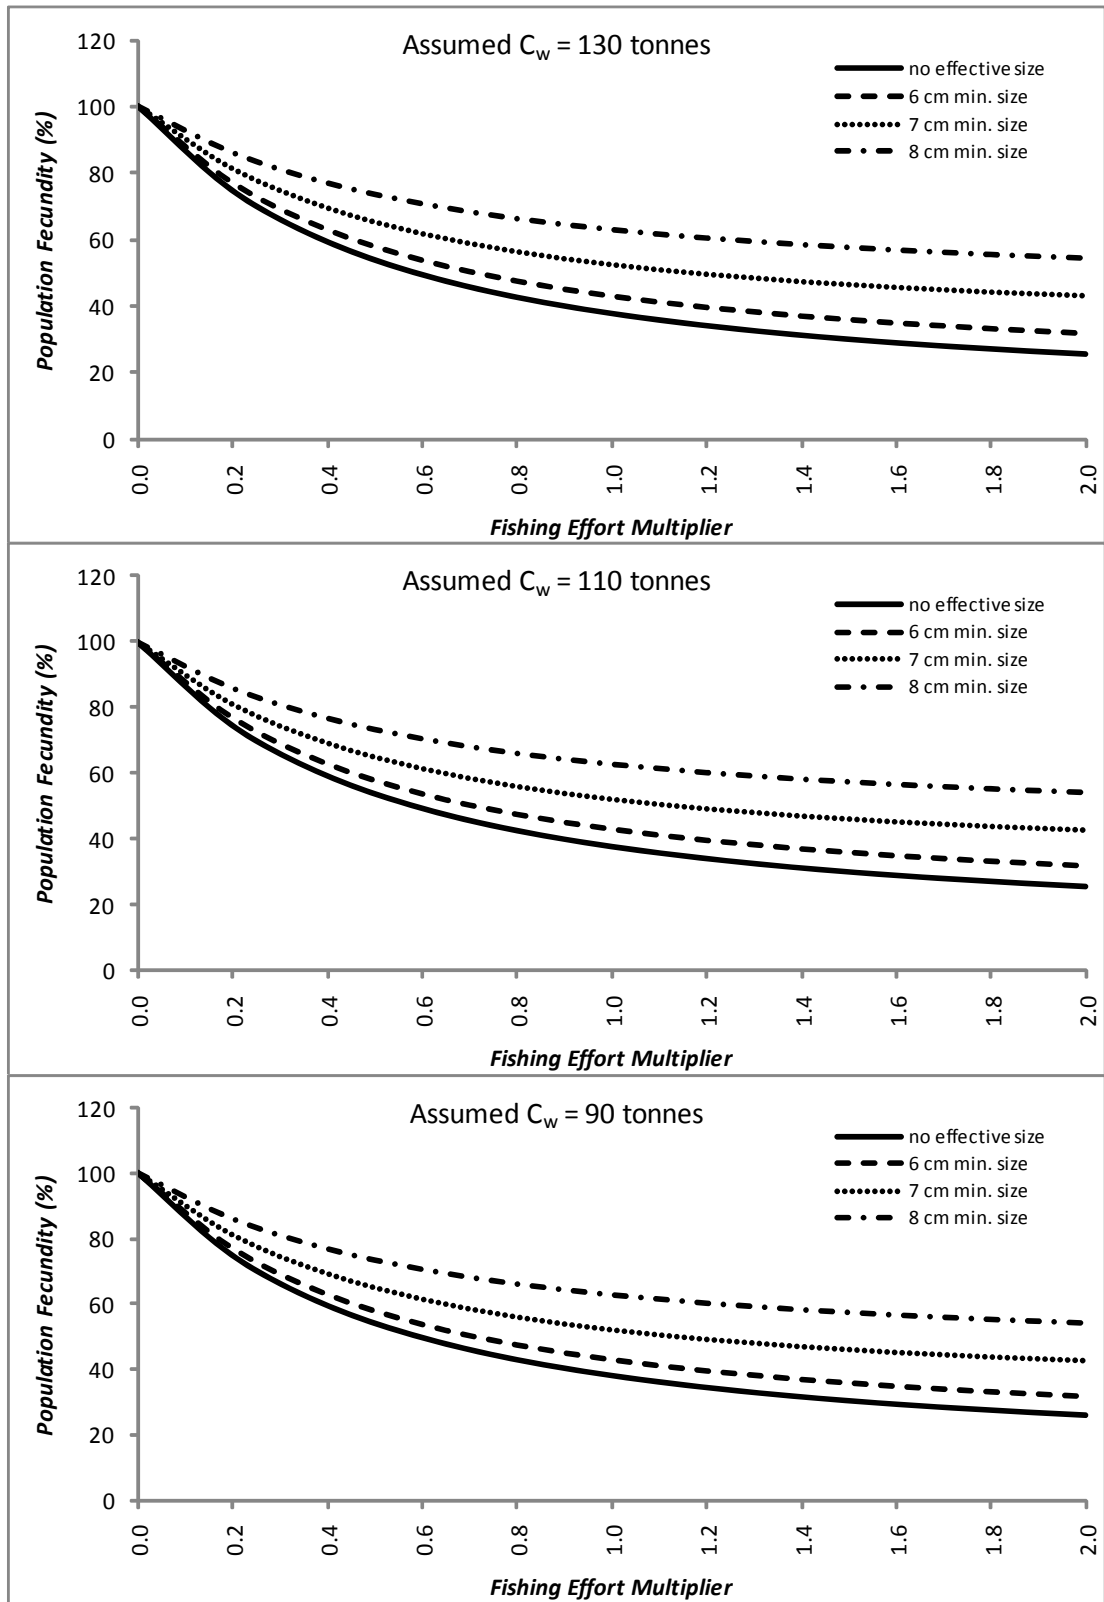 Assumed Cw = 130 tonnes
no effective size
6 cm min. size
7 cm min. size
8 cm min. size
Population Fecundity (%)
120
100
80
60
40
20
0
0.0 0.2 0.4 0.6 0.8 1.0 1.2 1.4 1.6 1.8 2.0
Fishing Effort Multiplier
Assumed Cw = 110 tonnes
no effective size
6 cm min. size
7 cm min. size
8 cm min. size
Population Fecundity (%)
120
100
80
60
40
20
0
0.0 0.2 0.4 0.6 0.8 1.0 1.2 1.4 1.6 1.8 2.0
Fishing Effort Multiplier
Assumed Cw = 90 tonnes
no effective size
6 cm min. size
7 cm min. size
8 cm min. size
Population Fecundity (%)
120
100
80
60
40
20
0
0.0 0.2 0.4 0.6 0.8 1.0 1.2 1.4 1.6 1.8 2.0
Fishing Effort Multiplier